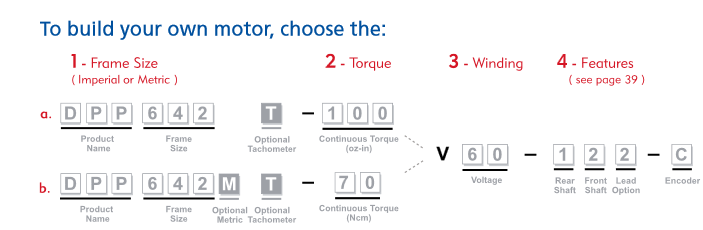 To build your own motor, choose the:
1 - Frame Size
( Imperial or Metric )
2 - Torque
3 - Winding
4 - Features
( see page 39 )
a. D P P 6 4 2 T – 1 0 0
Product Name
Frame Size
Optional Tachometer
Continuous Torque (oz-in)
b. D P P 6 4 2 M T – 7 0
Product Name
Frame Size
Optional Metric
Optional Tachometer
Continuous Torque (Ncm)
V 6 0 – 1 2 2 – C
Voltage
Rear Shaft
Front Shaft
Lead Option
Encoder